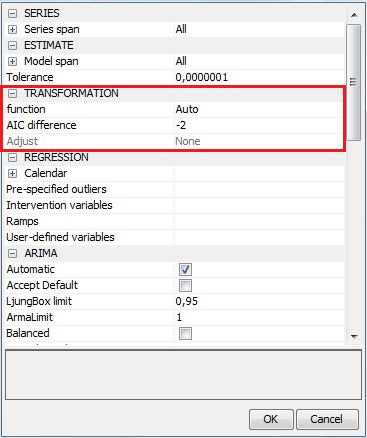 SERIES
Series span All
ESTIMATE
Model span All
Tolerance 0,0000001
TRANSFORMATION
function Auto
AIC difference -2
Adjust None
REGRESSION
Calendar
Pre-specified outliers
Intervention variables
Ramps
User-defined variables
ARIMA
Automatic
Accept Default
LjungBox limit 0,95
ArmaLimit 1
Balanced
OK Cancel